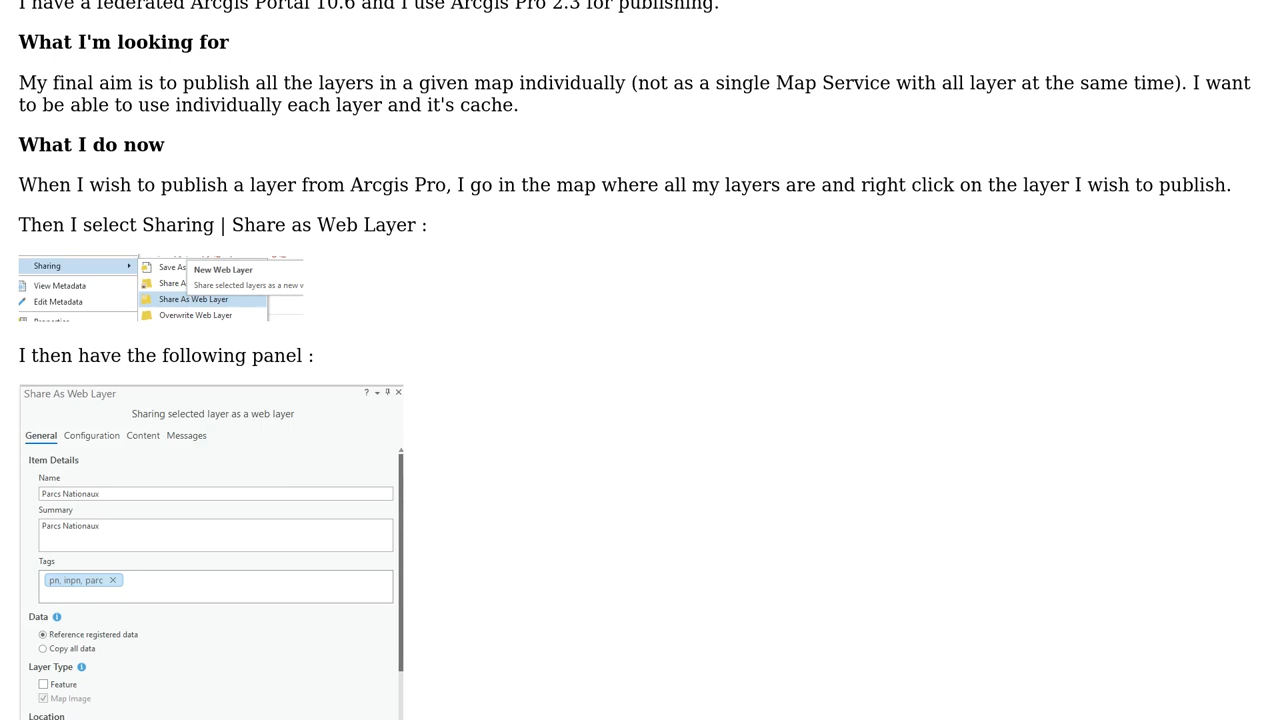 I have a federated Arcgis Portal 10.6 and I use Arcgis Pro 2.3 for publishing.
What I'm looking for
My final aim is to publish all the layers in a given map individually (not as a single Map Service with all layer at the same time). I want
to be able to use individually each layer and it's cache.
What I do now
When I wish to publish a layer from Arcgis Pro, I go in the map where all my layers are and right click on the layer I wish to publish.
Then I select Sharing | Share as Web Layer :
Sharing
View Metadata
Edit Metadata
Properties
Save As
Share A
Share As Web Layer
Overwrite Web Layer
New Web Layer
Share selected layers as a new w
I then have the following panel :
Share As Web Layer
?
Sharing selected layer as a web layer
General Configuration Content Messages
Item Details
Name
Parcs Nationaux
Summary
Parcs Nationaux
Tags
pn, inpn, parc
Data
Reference registered data
Copy all data
Layer Type
Feature
Map Image
Location